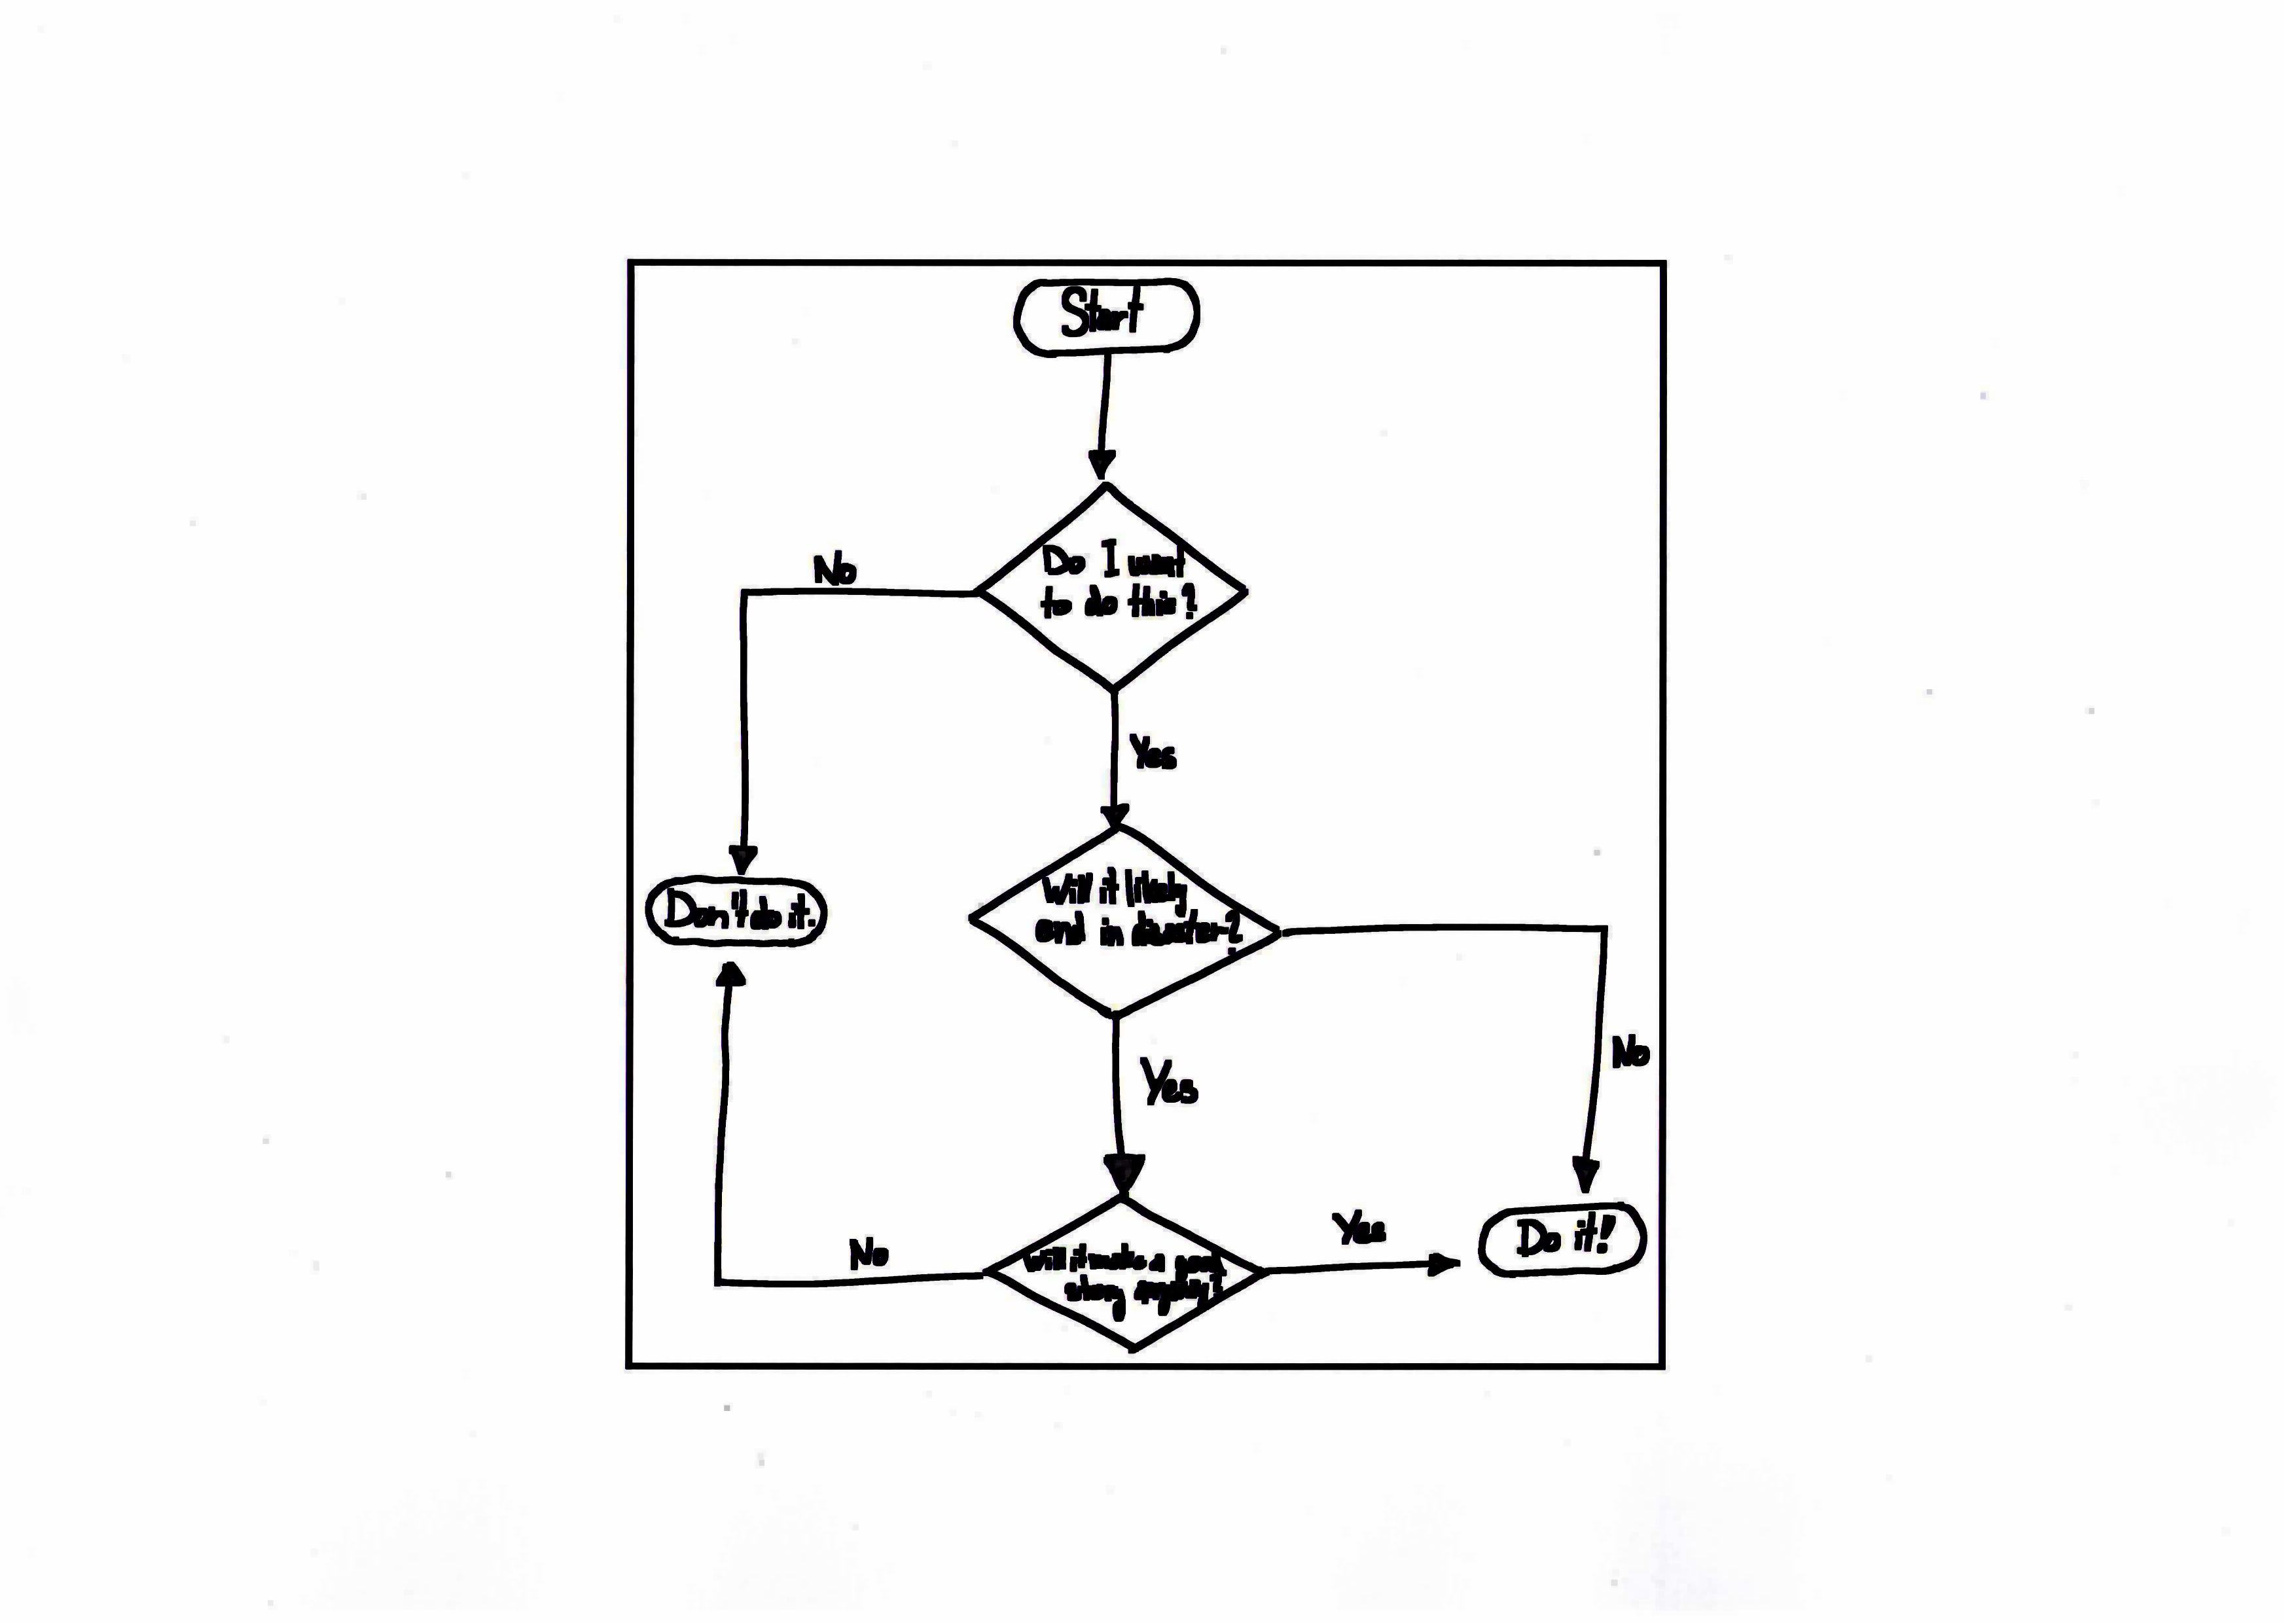 Start
Do I want
to do this?
No
Yes
Don't do it.
Will it likely
end in disaster?
No
Yes
Will it make a good
story anyway?
No
Yes
Do it!